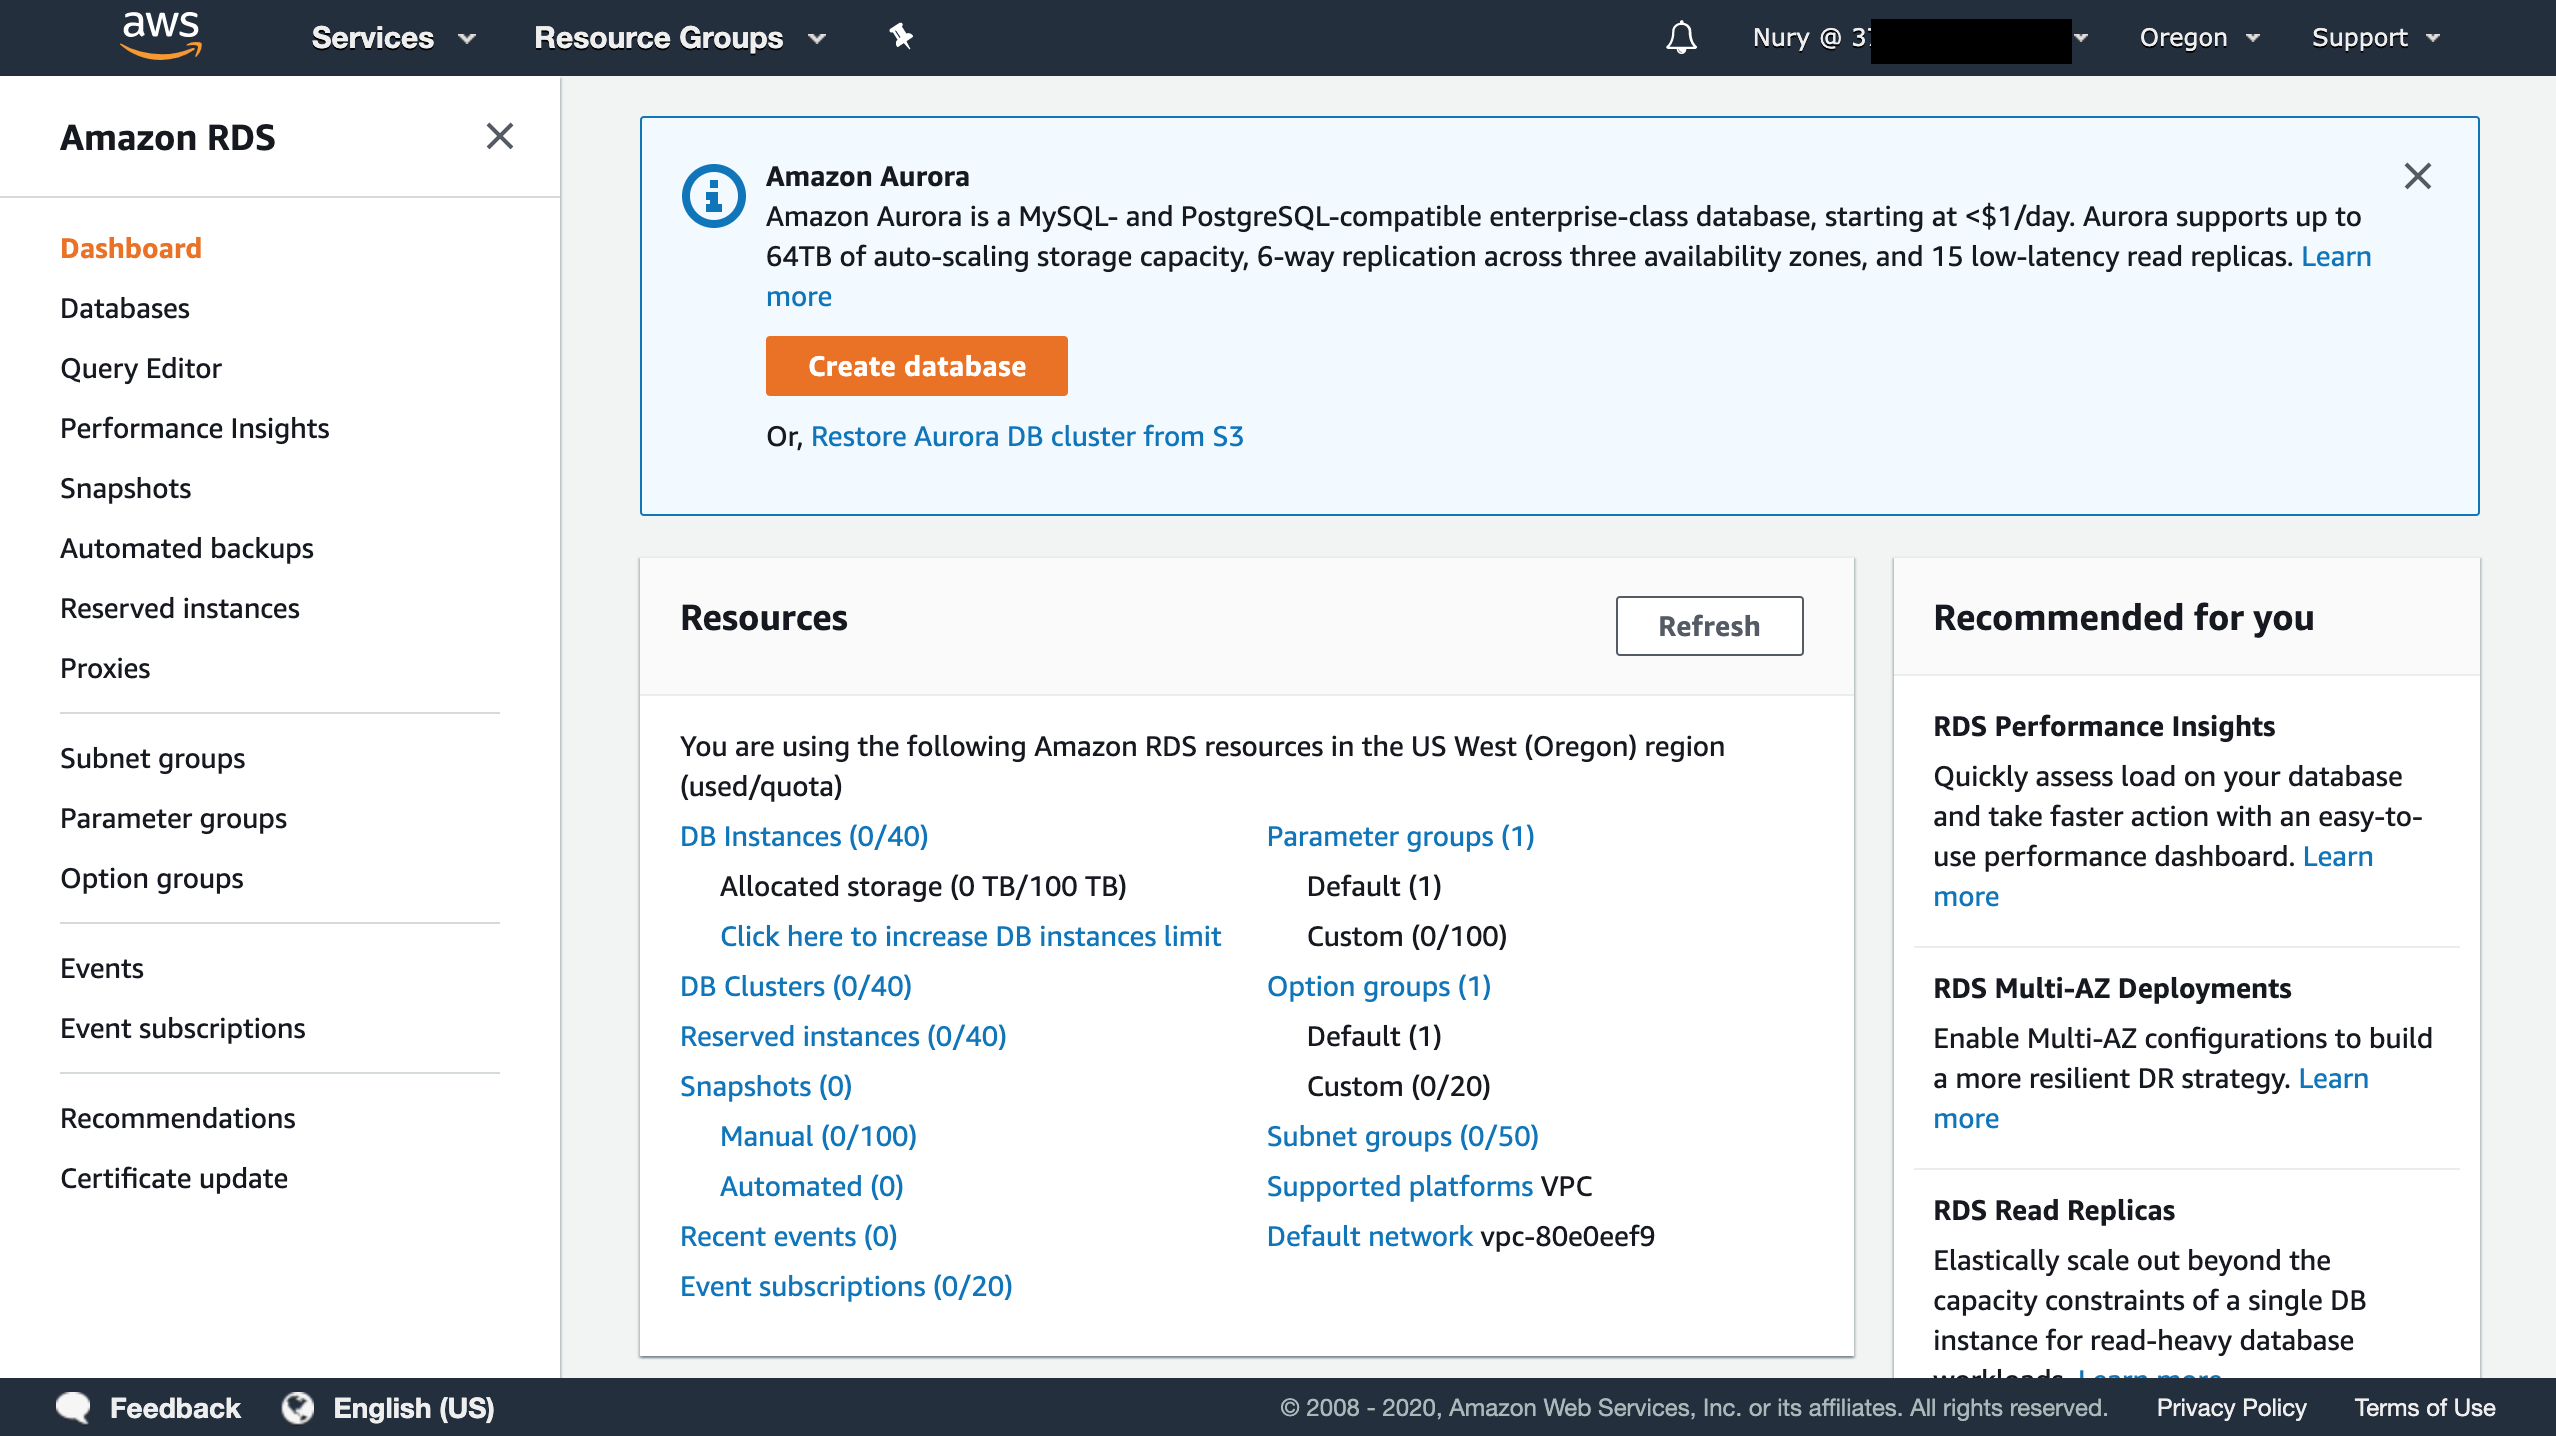 aws
Services
Resource Groups
Nury @ 37
Oregon
Support
Amazon RDS
Dashboard
Databases
Query Editor
Performance Insights
Snapshots
Automated backups
Reserved instances
Proxies
Subnet groups
Parameter groups
Option groups
Events
Event subscriptions
Recommendations
Certificate update
Amazon Aurora
Amazon Aurora is a MySQL- and PostgreSQL-compatible enterprise-class database, starting at <$1/day. Aurora supports up to
64TB of auto-scaling storage capacity, 6-way replication across three availability zones, and 15 low-latency read replicas. Learn
more
Create database
Or, Restore Aurora DB cluster from S3
Resources
Refresh
You are using the following Amazon RDS resources in the US West (Oregon) region
(used/quota)
DB Instances (0/40)
Allocated storage (0 TB/100 TB)
Click here to increase DB instances limit
DB Clusters (0/40)
Reserved instances (0/40)
Snapshots (0)
Manual (0/100)
Automated (0)
Recent events (0)
Event subscriptions (0/20)
Parameter groups (1)
Default (1)
Custom (0/100)
Option groups (1)
Default (1)
Custom (0/20)
Subnet groups (0/50)
Supported platforms VPC
Default network vpc-80e0eef9
Recommended for you
RDS Performance Insights
Quickly assess load on your database
and take faster action with an easy-to-
use performance dashboard. Learn
more
RDS Multi-AZ Deployments
Enable Multi-AZ configurations to build
a more resilient DR strategy. Learn
more
RDS Read Replicas
Elastically scale out beyond the
capacity constraints of a single DB
instance for read-heavy database
workloads. Learn more
Feedback
English (US)
© 2008 - 2020, Amazon Web Services, Inc. or its affiliates. All rights reserved.
Privacy Policy
Terms of Use